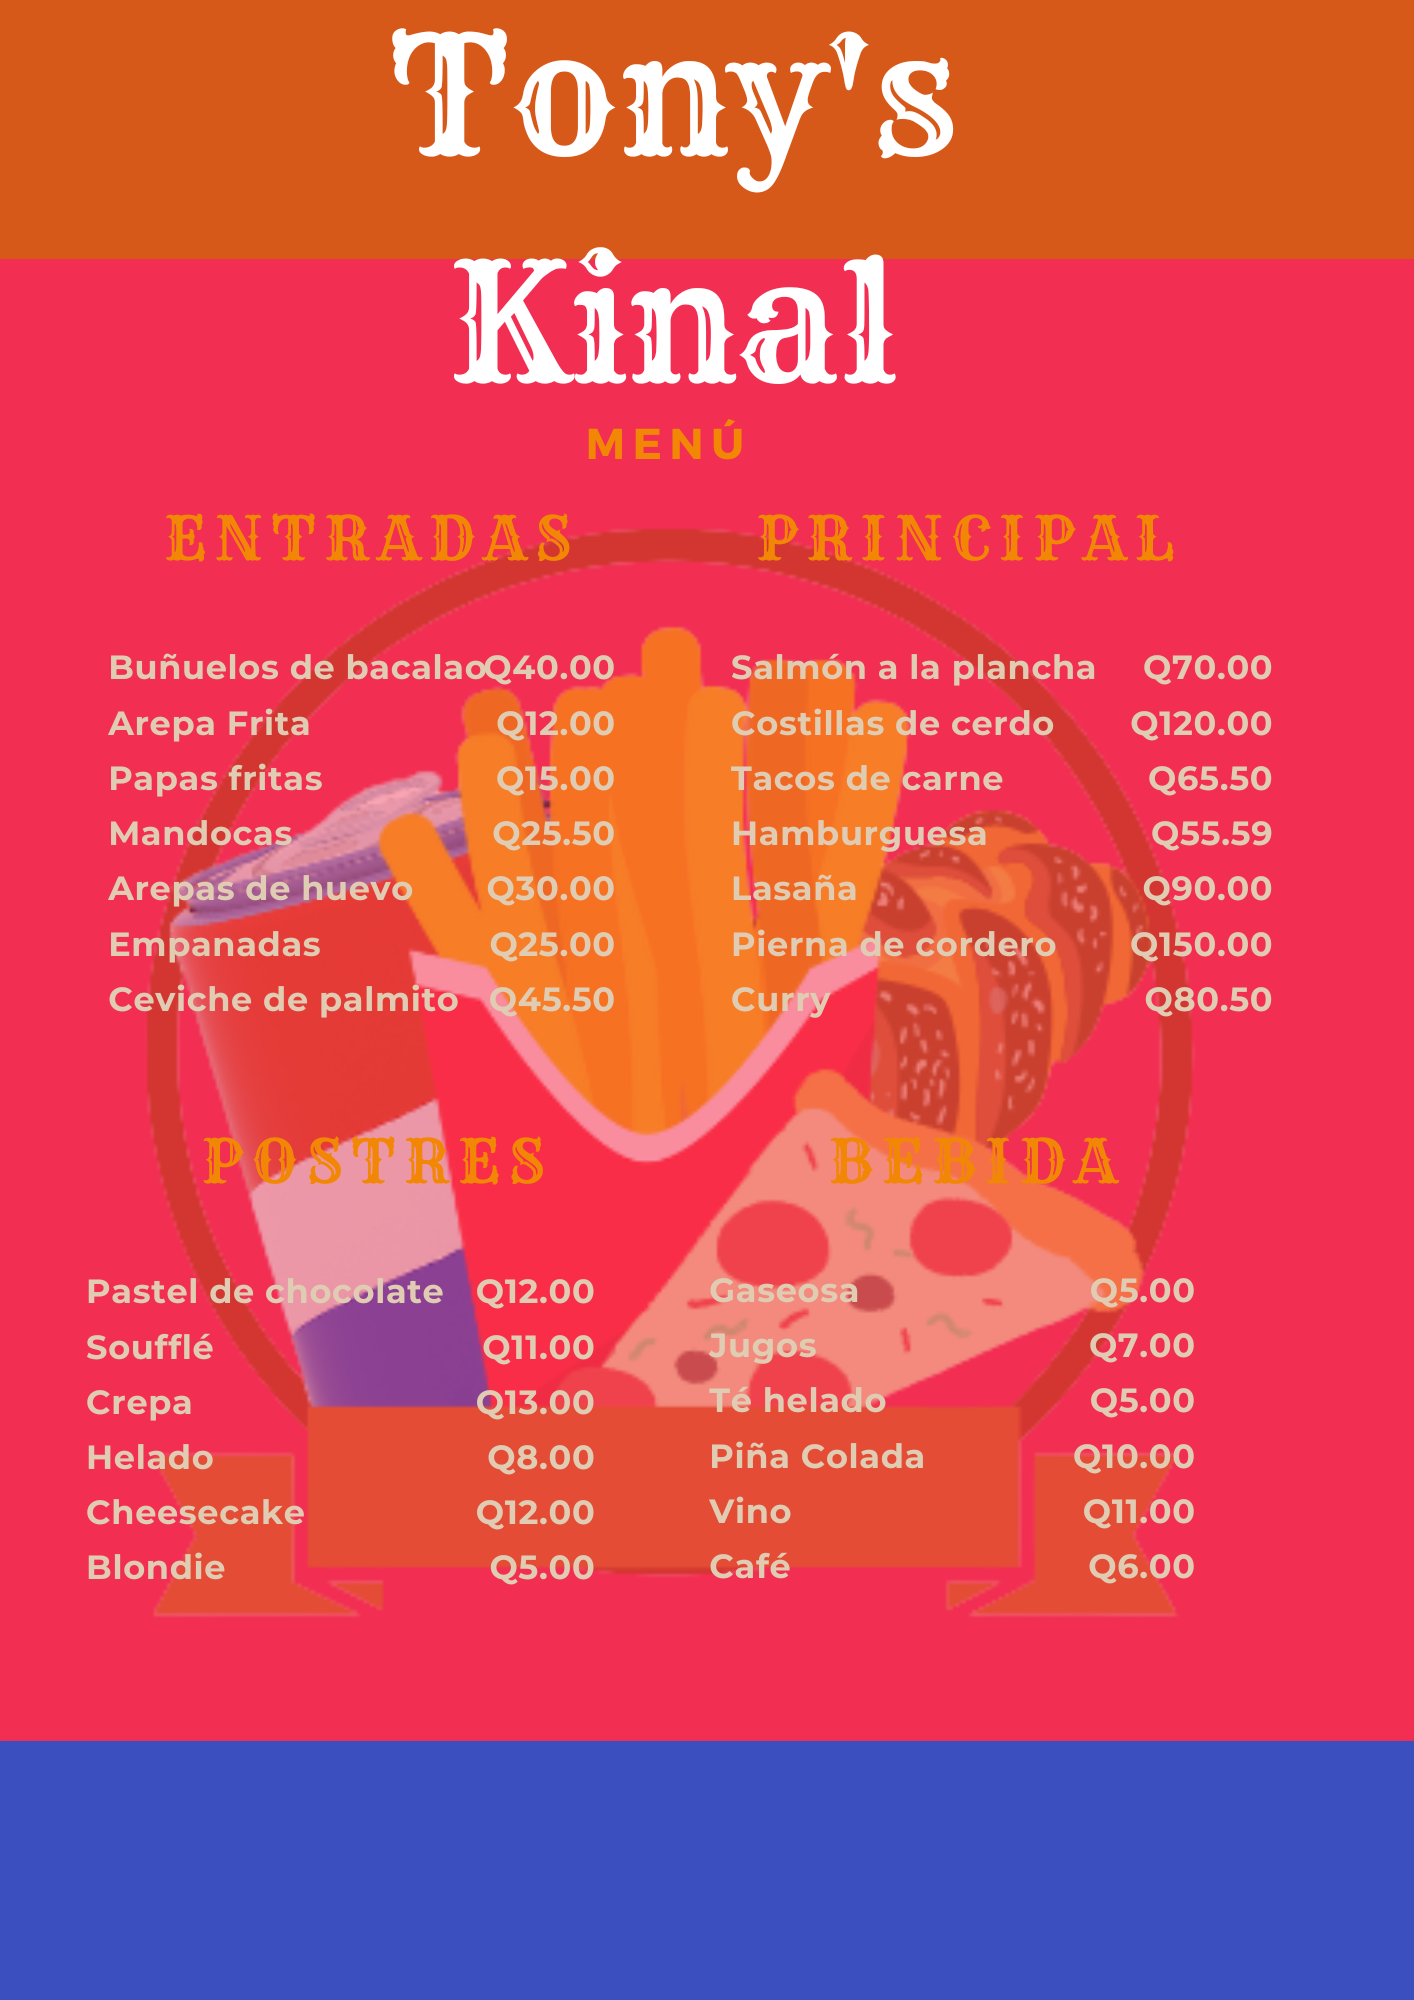 Tony's
Kinal
MENÚ
ENTRADAS
Buñuelos de bacalao Q40.00
Arepa Frita Q12.00
Papas fritas Q15.00
Mandocas Q25.50
Arepas de huevo Q30.00
Empanadas Q25.00
Ceviche de palmito Q45.50
PRINCIPAL
Salmón a la plancha Q70.00
Costillas de cerdo Q120.00
Tacos de carne Q65.50
Hamburguesa Q55.59
Lasaña Q90.00
Pierna de cordero Q150.00
Curry Q80.50
POSTRES
Pastel de chocolate Q12.00
Soufflé Q11.00
Crepa Q13.00
Helado Q8.00
Cheesecake Q12.00
Blondie Q5.00
BEBIDA
Gaseosa Q5.00
Jugos Q7.00
Té helado Q5.00
Piña Colada Q10.00
Vino Q11.00
Café Q6.00